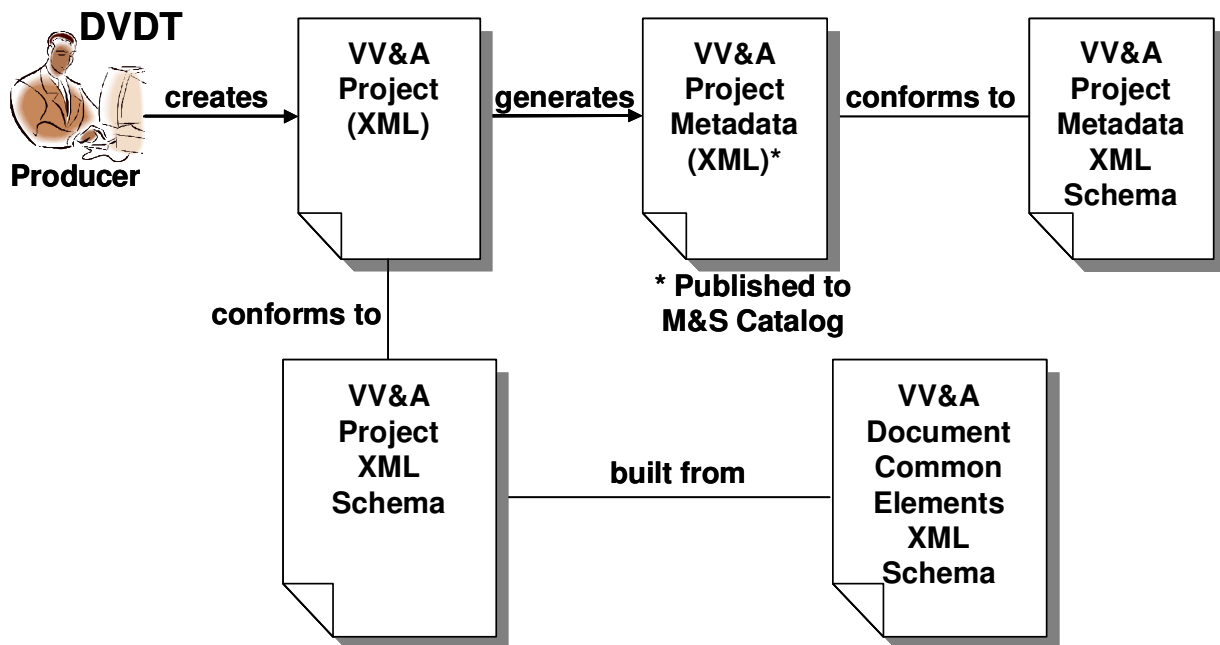 DVDT
Producer
creates
VV&A
Project
(XML)
generates
VV&A
Project
Metadata
(XML)*
conforms to
VV&A
Project
Metadata
XML
Schema
* Published to
M&S Catalog
conforms to
VV&A
Project
XML
Schema
built from
VV&A
Document
Common
Elements
XML
Schema